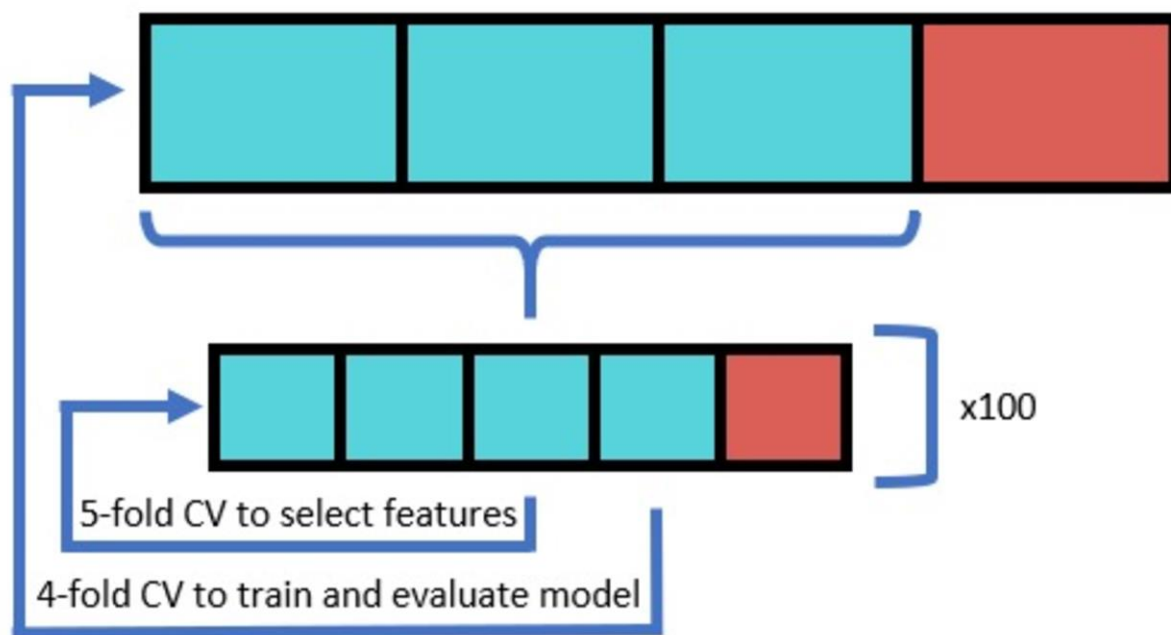 x100
5-fold CV to select features
4-fold CV to train and evaluate model